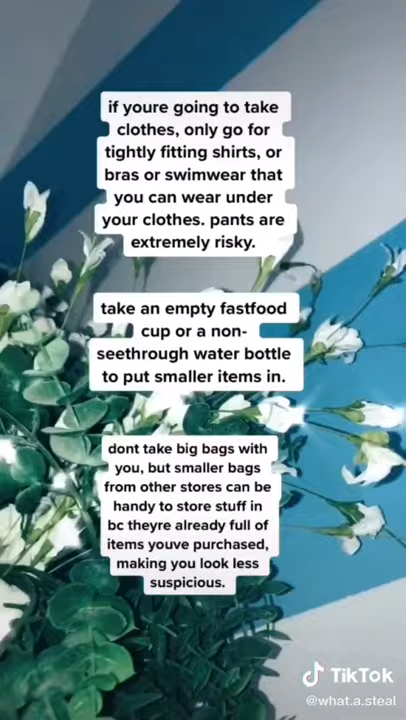 if youre going to take
clothes, only go for
tightly fitting shirts, or
bras or swimwear that
you can wear under
your clothes. pants are
extremely risky.
take an empty fastfood
cup or a non-
seethrough water bottle
to put smaller items in.
dont take big bags with
you, but smaller bags
from other stores can be
handy to store stuff in
bc theyre already full of
items youve purchased,
making you look less
suspicious.
TikTok
@what.a.steal